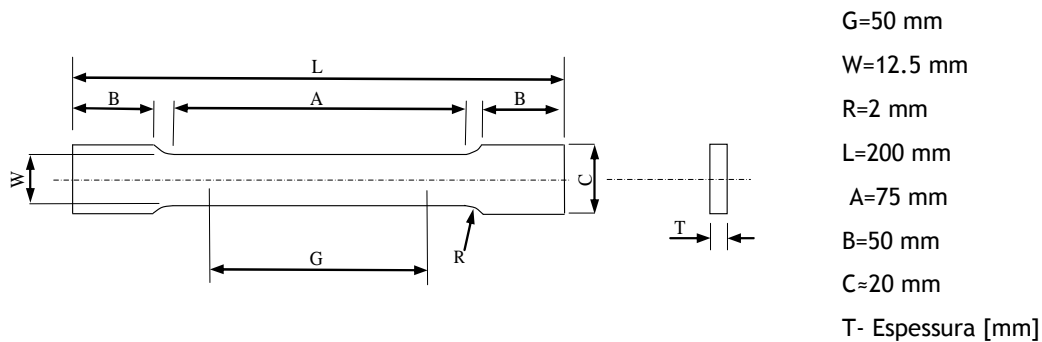 L
B
A
B
W
C
G
R
T
G=50 mm
W=12.5 mm
R=2 mm
L=200 mm
A=75 mm
B=50 mm
C≈20 mm
T- Espessura [mm]